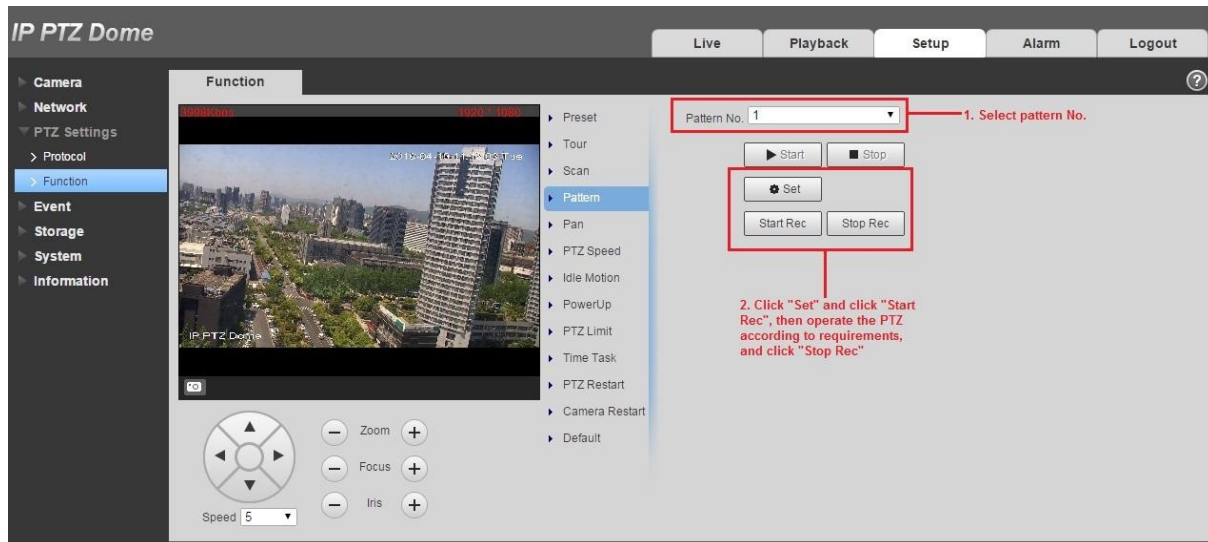 IP PTZ Dome
Live
Playback
Setup
Alarm
Logout
Camera
Network
PTZ Settings
Protocol
Function
Event
Storage
System
Information
Function
?
3998Kbps
1920 * 1080
Tue
IP PTZ Dome
Preset
Tour
Scan
Pattern
Pan
PTZ Speed
Idle Motion
PowerUp
PTZ Limit
Time Task
PTZ Restart
Camera Restart
Default
Zoom
Focus
Iris
Speed 5
Pattern No. 1
1. Select pattern No.
Start
Stop
Set
Start Rec
Stop Rec
2. Click "Set" and click "Start
Rec", then operate the PTZ
according to requirements,
and click "Stop Rec"